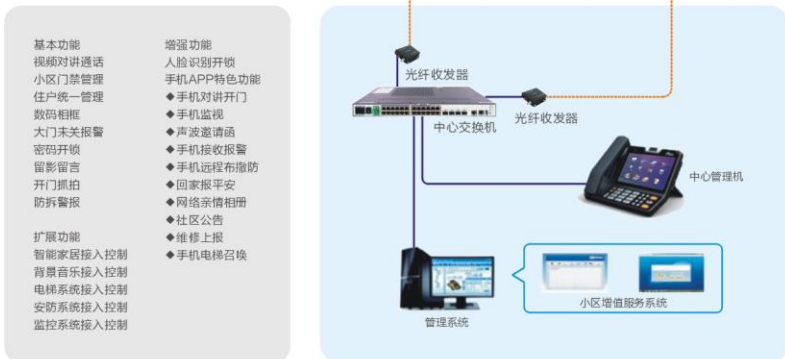 基本功能
视频对讲通话
小区门禁管理
住户统一管理
数码相框
大门未关报警
密码开锁
留影留言
开门抓拍
防拆警报
扩展功能
智能家居接入控制
背景音乐接入控制
电梯系统接入控制
安防系统接入控制
监控系统接入控制
增强功能
人脸识别开锁
手机APP特色功能
◆手机对讲开门
◆手机监视
◆声波邀请函
◆手机接收报警
◆手机远程布撤防
◆回家报平安
◆网络亲情相册
◆社区公告
◆维修上报
◆手机电梯召唤
光纤收发器
中心交换机
光纤收发器
中心管理机
管理系统
小区增值服务系统